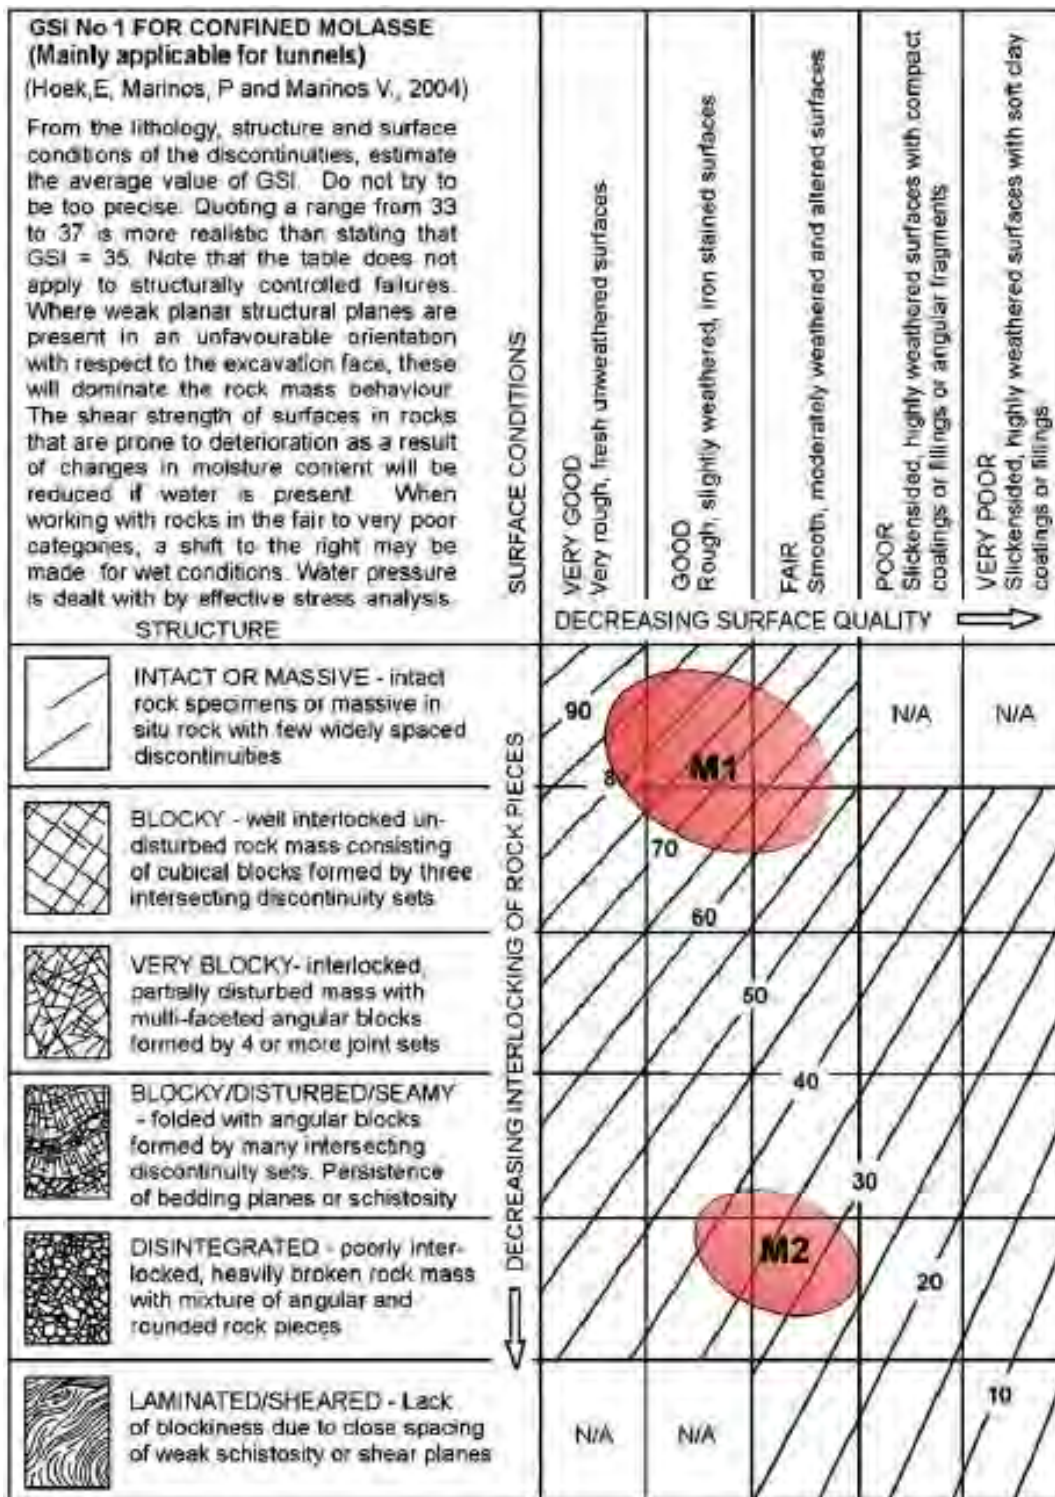 GSI No 1 FOR CONFINED MOLASSE
(Mainly applicable for tunnels)
(Hoek,E, Marinos, P and Marinos V., 2004)
From the lithology, structure and surface
conditions of the discontinuities, estimate
the average value of GSI. Do not try to
be too precise. Quoting a range from 33
to 37 is more realistic than stating that
GSI = 35. Note that the table does not
apply to structurally controlled failures.
Where weak planar structural planes are
present in an unfavourable orientation
with respect to the excavation face, these
will dominate the rock mass behaviour.
The shear strength of surfaces in rocks
that are prone to deterioration as a result
of changes in moisture content will be
reduced if water is present. When
working with rocks in the fair to very poor
categories, a shift to the right may be
made for wet conditions. Water pressure
is dealt with by effective stress analysis.
STRUCTURE
SURFACE CONDITIONS
VERY GOOD
Very rough, fresh unweathered surfaces
GOOD
Rough, slightly weathered, iron stained surfaces
FAIR
Smooth, moderately weathered and altered surfaces
POOR
Slickensided, highly weathered surfaces with compact
coatings or fillings or angular fragments
VERY POOR
Slickensided, highly weathered surfaces with soft clay
coatings or fillings
DECREASING SURFACE QUALITY
INTACT OR MASSIVE - intact
rock specimens or massive in
situ rock with few widely spaced
discontinuities
BLOCKY - well interlocked un-
disturbed rock mass consisting
of cubical blocks formed by three
intersecting discontinuity sets
VERY BLOCKY- interlocked,
partially disturbed mass with
multi-faceted angular blocks
formed by 4 or more joint sets
BLOCKY/DISTURBED/SEAMY
- folded with angular blocks
formed by many intersecting
discontinuity sets. Persistence
of bedding planes or schistosity
DISINTEGRATED - poorly inter-
locked, heavily broken rock mass
with mixture of angular and
rounded rock pieces
LAMINATED/SHEARED - Lack
of blockiness due to close spacing
of weak schistosity or shear planes
DECREASING INTERLOCKING OF ROCK PIECES
90
M1
N/A
N/A
8
70
60
50
40
30
M2
20
10
N/A
N/A